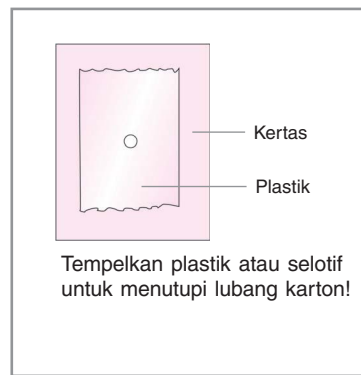 Kertas
Plastik
Tempelkan plastik atau selotif
untuk menutupi lubang karton!